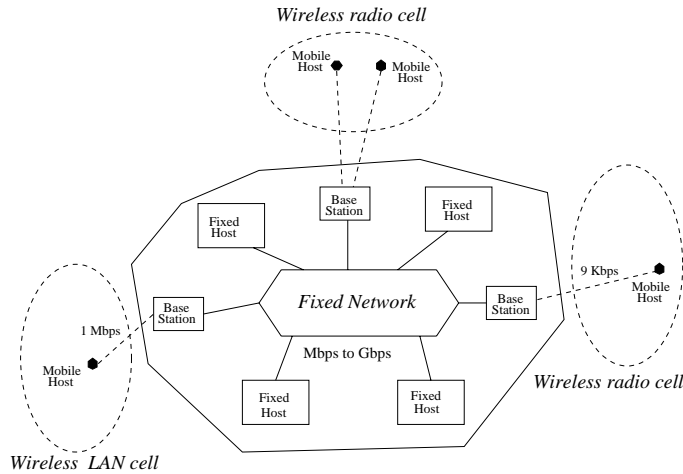 Wireless radio cell
Mobile
Host
Mobile
Host
Base
Station
Fixed
Host
Fixed
Host
9 Kbps
Mobile
Host
Base
Station
Fixed Network
Base
Station
1 Mbps
Mbps to Gbps
Mobile
Host
Fixed
Host
Fixed
Host
Wireless radio cell
Wireless LAN cell